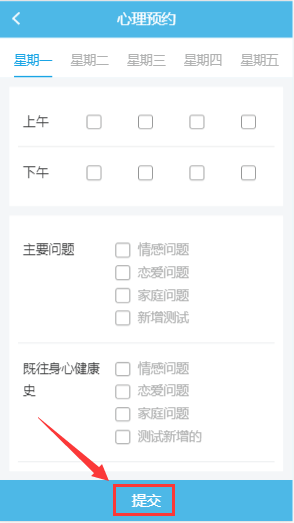 心理预约
星期一 星期二 星期三 星期四 星期五
上午
下午
主要问题
情感问题
恋爱问题
家庭问题
新增测试
既往身心健康
史
情感问题
恋爱问题
家庭问题
测试新增的
提交